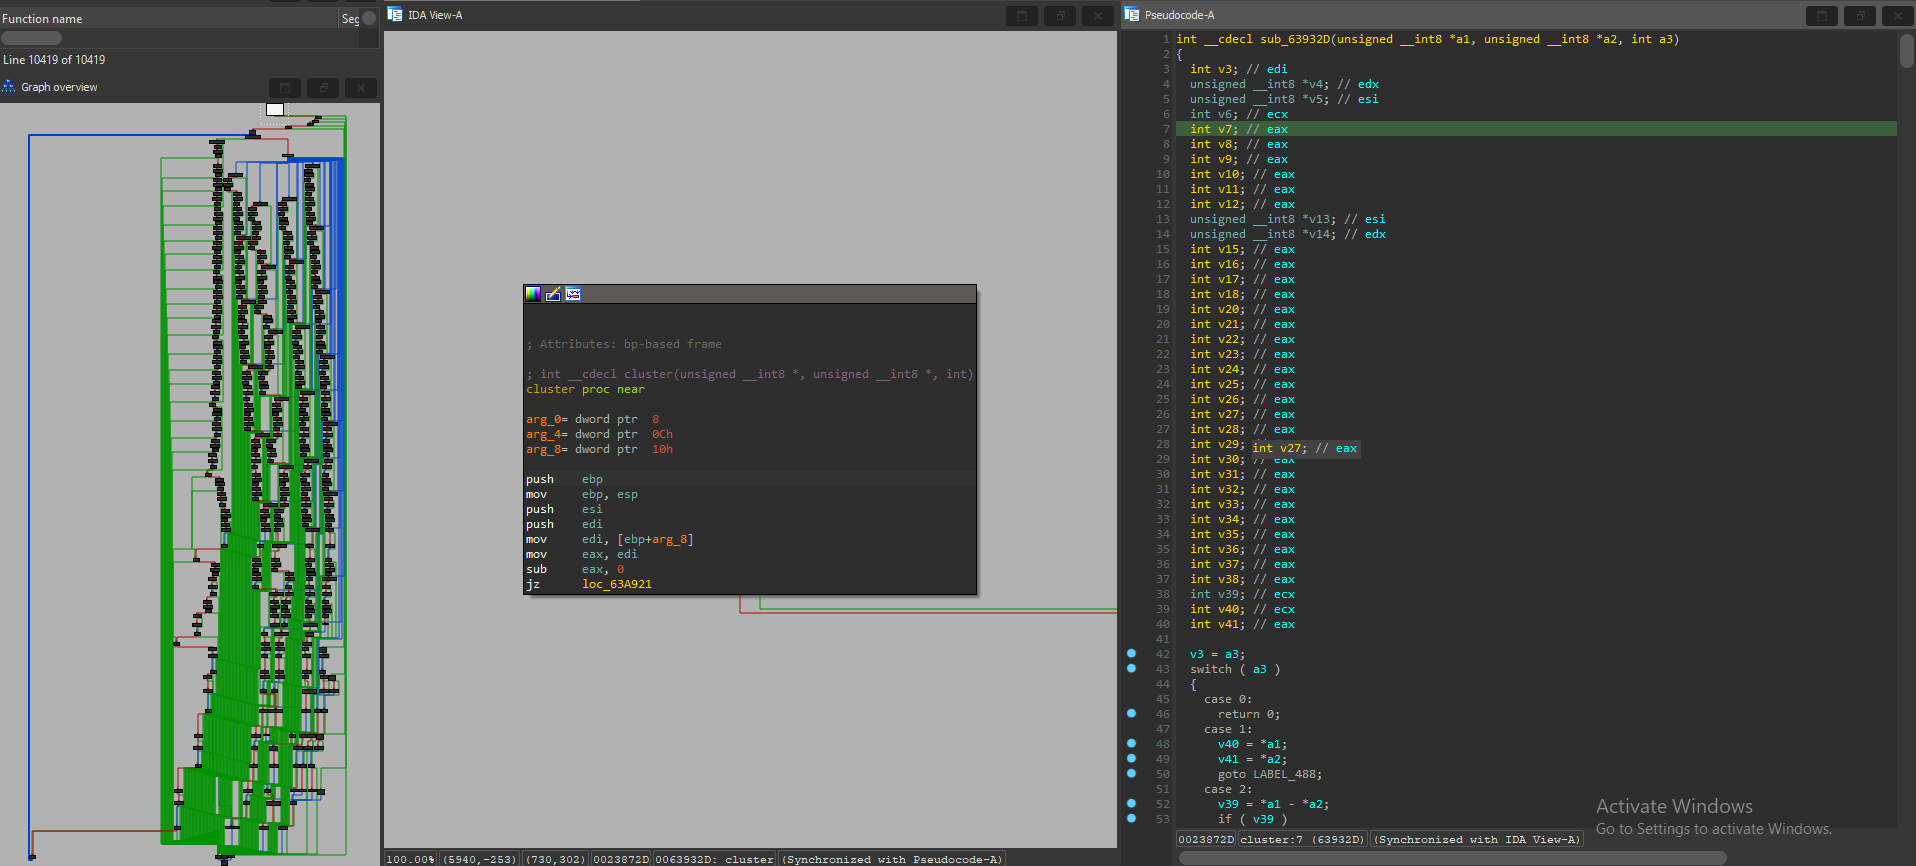 Function name
Seg
Line 10419 of 10419
Graph overview
IDA View-A
; Attributes: bp-based frame
; int __cdecl cluster(unsigned __int8 *, unsigned __int8 *, int)
cluster proc near
arg_0= dword ptr  8
arg_4= dword ptr  0Ch
arg_8= dword ptr  10h
push    ebp
mov     ebp, esp
push    esi
push    edi
mov     edi, [ebp+arg_8]
mov     eax, edi
sub     eax, 0
jz      loc_63A921
100.00% (5940,-253) (730,302) 0023872D 0063932D: cluster (Synchronized with Pseudocode-A)
Pseudocode-A
1 int __cdecl sub_63932D(unsigned __int8 *a1, unsigned __int8 *a2, int a3)
2 {
3   int v3; // edi
4   unsigned __int8 *v4; // edx
5   unsigned __int8 *v5; // esi
6   int v6; // ecx
7   int v7; // eax
8   int v8; // eax
9   int v9; // eax
10   int v10; // eax
11   int v11; // eax
12   int v12; // eax
13   unsigned __int8 *v13; // esi
14   unsigned __int8 *v14; // edx
15   int v15; // eax
16   int v16; // eax
17   int v17; // eax
18   int v18; // eax
19   int v20; // eax
20   int v21; // eax
21   int v22; // eax
22   int v23; // eax
23   int v24; // eax
24   int v25; // eax
25   int v26; // eax
26   int v27; // eax
27   int v28; // eax
28   int v29;
int v27; // eax
29   int v30; // eax
30   int v31; // eax
31   int v32; // eax
32   int v33; // eax
33   int v34; // eax
34   int v35; // eax
35   int v36; // eax
36   int v37; // eax
37   int v38; // eax
38   int v39; // ecx
39   int v40; // ecx
40   int v41; // eax
41
42   v3 = a3;
43   switch ( a3 )
44   {
45     case 0:
46       return 0;
47     case 1:
48       v40 = *a1;
49       v41 = *a2;
50       goto LABEL_488;
51     case 2:
52       v39 = *a1 - *a2;
53       if ( v39 )
Activate Windows
Go to Settings to activate Windows.
0023872D cluster:7 (63932D) (Synchronized with IDA View-A)